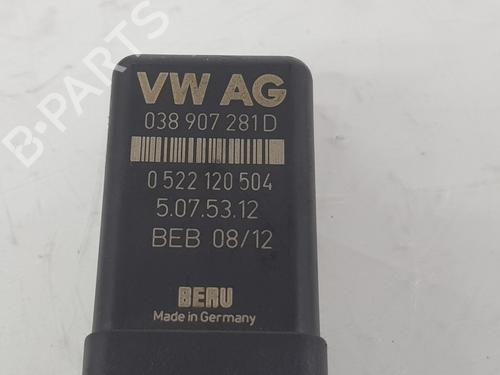 VW AG
038 907 281D
0 522 120 504
5.07.53.12
BEB 08/12
BERU
Made in Germany
B-PARTS